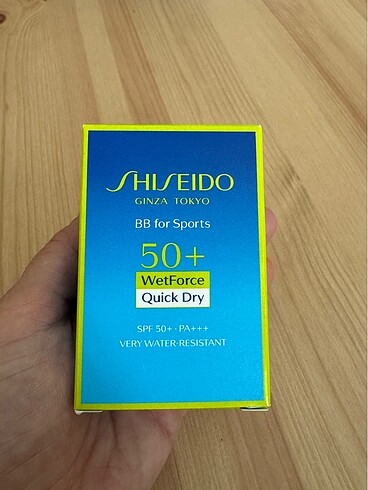 SHISEIDO
GINZA TOKYO
BB for Sports
50+
WetForce
Quick Dry
SPF 50+・PA+++
VERY WATER-RESISTANT